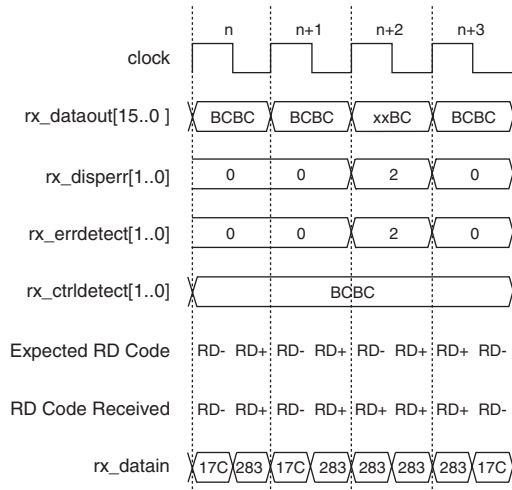 n n+1 n+2 n+3
clock
rx_dataout[15..0 ] BCBC BCBC xxBC BCBC
rx_disperr[1..0] 0 0 2 0
rx_errdetect[1..0] 0 0 2 0
rx_ctrldetect[1..0] BCBC
Expected RD Code RD- RD+ RD- RD+ RD- RD+ RD+ RD-
RD Code Received RD- RD+ RD- RD+ RD+ RD+ RD+ RD-
rx_datain 17C 283 17C 283 283 283 283 17C